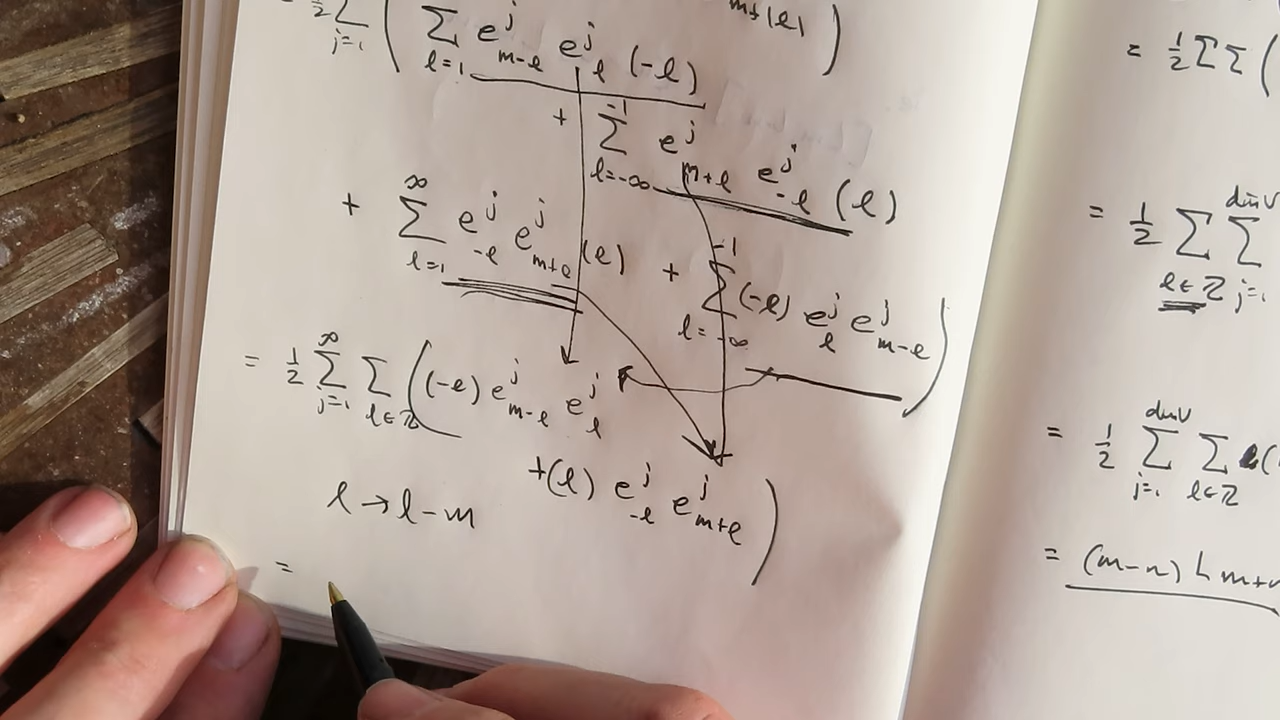 = 1/2 Σ_{j=1} ( Σ_{ℓ=1} e^j_{m-ℓ} e^j_ℓ (-ℓ)
m+|ℓ| )
+ Σ_{ℓ=-∞}^{-1} e^j_{m+ℓ} e^j_{-ℓ} (ℓ)
+ Σ_{ℓ=1}^{∞} e^j_{-ℓ} e^j_{m+ℓ} (ℓ) + Σ_{ℓ=-∞}^{-1} (-ℓ) e^j_ℓ e^j_{m-ℓ} )
= 1/2 Σ_{j=1}^{∞} Σ_{ℓ∈ℤ} ( (-ℓ) e^j_{m-ℓ} e^j_ℓ
+(ℓ) e^j_{-ℓ} e^j_{m+ℓ} )
ℓ → ℓ-m
=
= 1/2 Σ Σ (
= 1/2 Σ_{ℓ∈ℤ} Σ_{j=1}^{dim V}
= 1/2 Σ_{j=1}^{dim V} Σ_{ℓ∈ℤ} ℓ(
= (m-n) L m+n